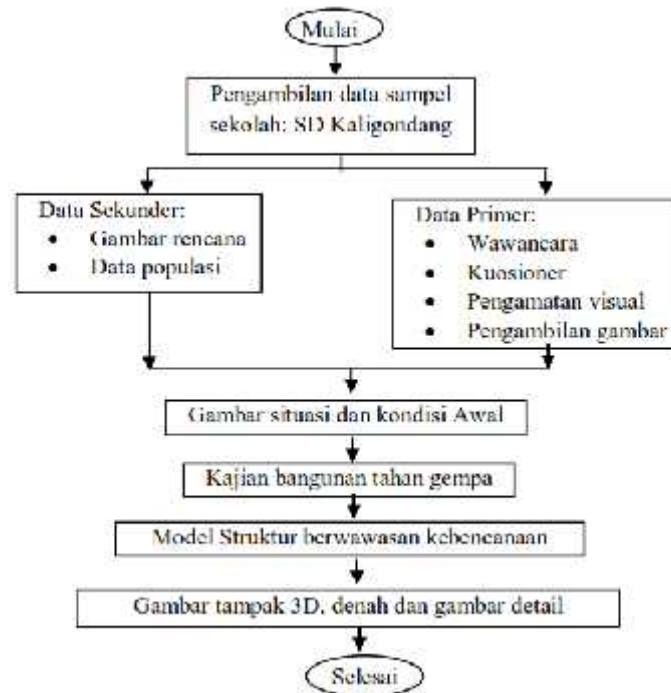 Mulai
Pengambilan data sampel
sekolah: SD Kaligondang
Data Sekunder:
• Gambar rencana
• Data populasi
Data Primer:
• Wawancara
• Kuosioner
• Pengamatan visual
• Pengambilan gambar
Gambar situasi dan kondisi Awal
Kajian bangunan tahan gempa
Model Struktur berwawasan kebencanaan
Gambar tampak 3D, denah dan gambar detail
Selesai